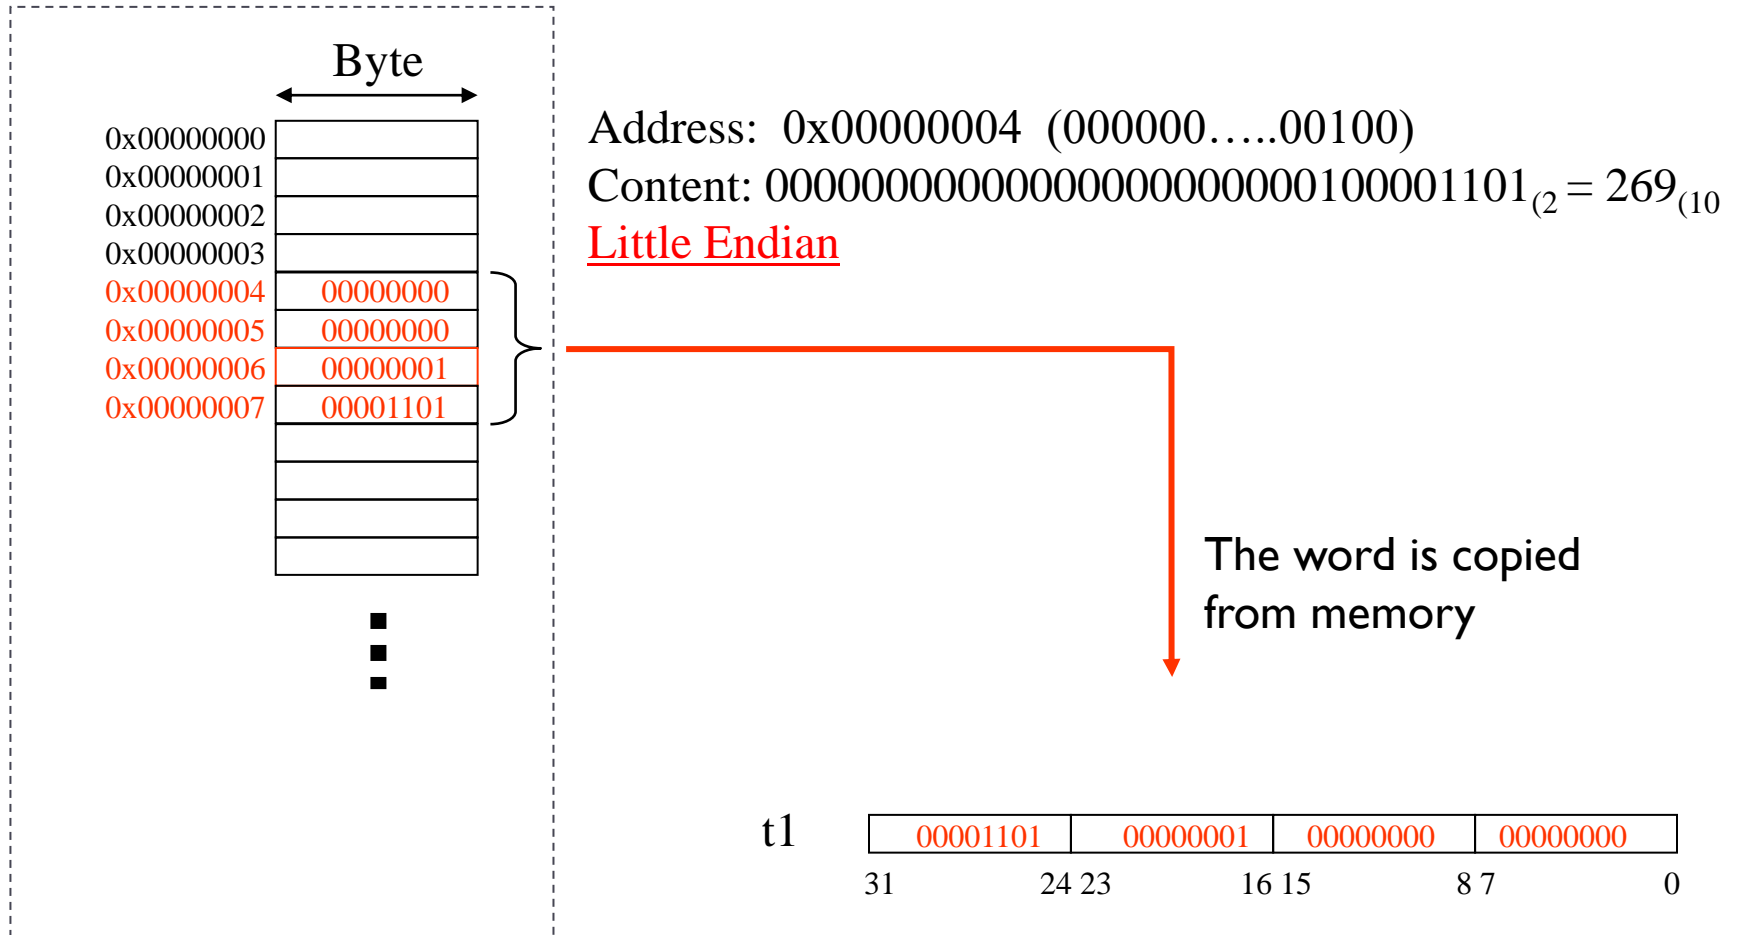 Byte
0x00000000
0x00000001
0x00000002
0x00000003
0x00000004 00000000
0x00000005 00000000
0x00000006 00000001
0x00000007 00001101
Address: 0x00000004 (000000…..00100)
Content: 00000000000000000000000100001101(2 = 269(10
Little Endian
The word is copied
from memory
t1 00001101 00000001 00000000 00000000
31 24 23 16 15 8 7 0